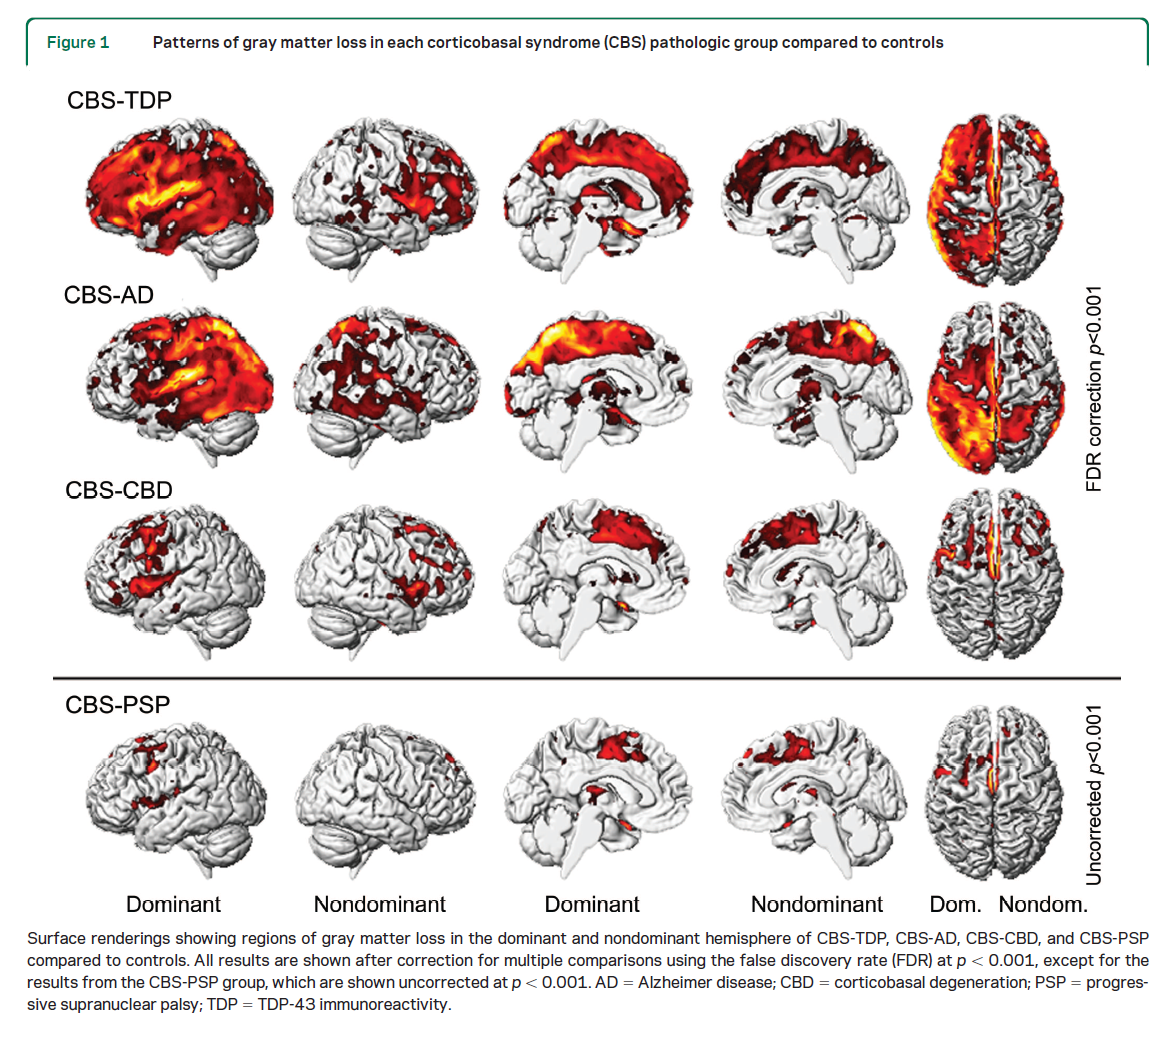 Figure 1 Patterns of gray matter loss in each corticobasal syndrome (CBS) pathologic group compared to controls
CBS-TDP
CBS-AD
CBS-CBD
FDR correction p<0.001
CBS-PSP
Uncorrected p<0.001
Dominant Nondominant Dominant Nondominant Dom. Nondom.
Surface renderings showing regions of gray matter loss in the dominant and nondominant hemisphere of CBS-TDP, CBS-AD, CBS-CBD, and CBS-PSP
compared to controls. All results are shown after correction for multiple comparisons using the false discovery rate (FDR) at p < 0.001, except for the
results from the CBS-PSP group, which are shown uncorrected at p < 0.001. AD = Alzheimer disease; CBD = corticobasal degeneration; PSP = progres-
sive supranuclear palsy; TDP = TDP-43 immunoreactivity.